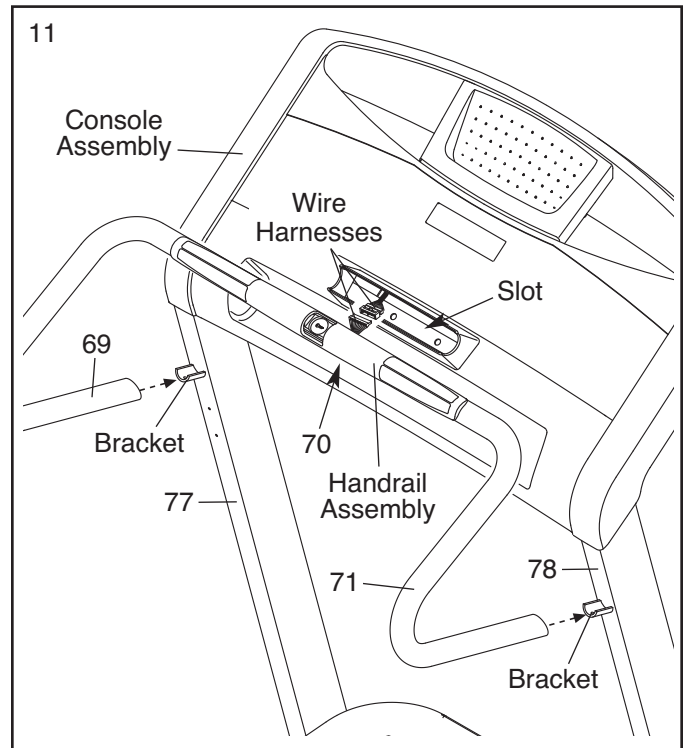 11
Console
Assembly
Wire
Harnesses
Slot
69
Bracket
70
Handrail
Assembly
77
71
78
Bracket